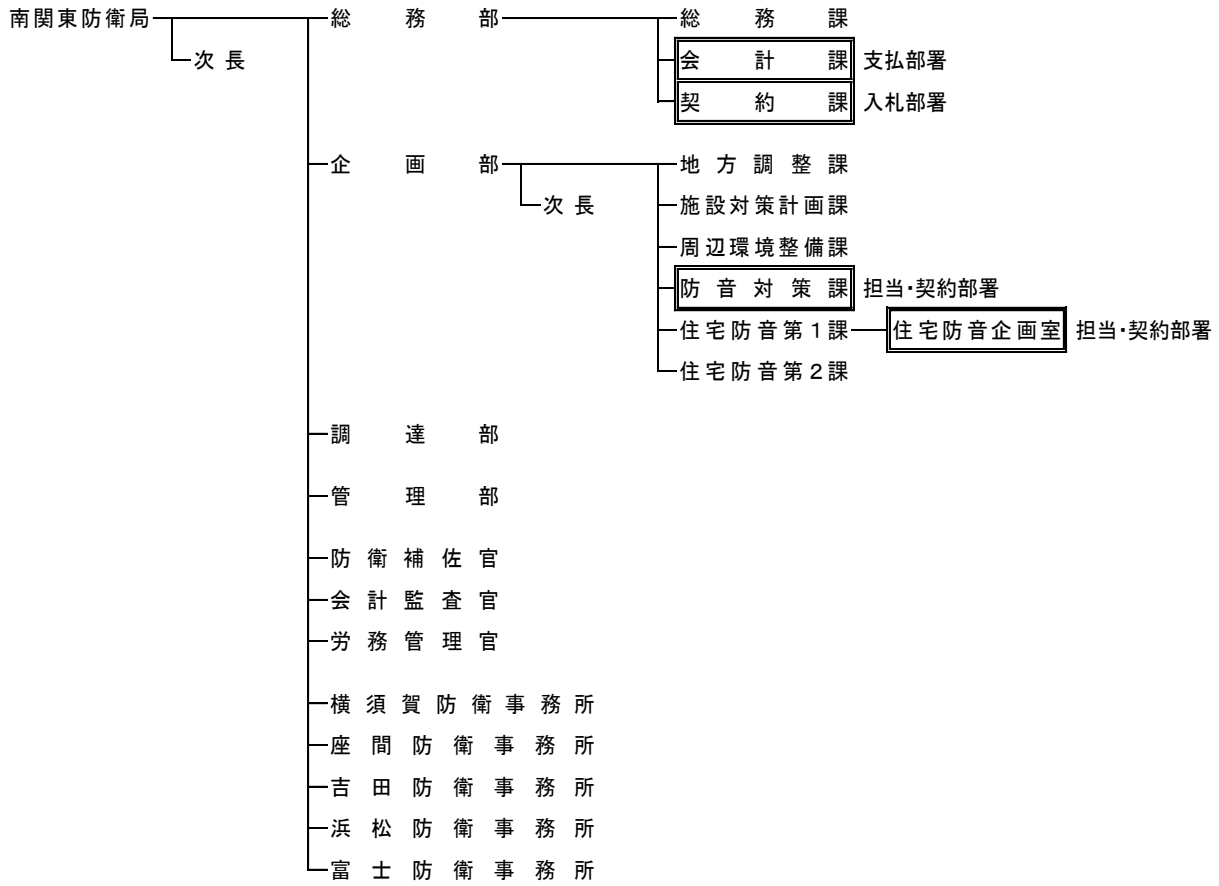 南関東防衛局 総務部 総務課
次長 会計課 支払部署
契約課 入札部署
企画部 地方調整課
次長 施設対策計画課
周辺環境整備課
防音対策課 担当・契約部署
住宅防音第1課 住宅防音企画室 担当・契約部署
住宅防音第2課
調達部
管理部
防衛補佐官
会計監査官
労務管理官
横須賀防衛事務所
座間防衛事務所
吉田防衛事務所
浜松防衛事務所
富士防衛事務所